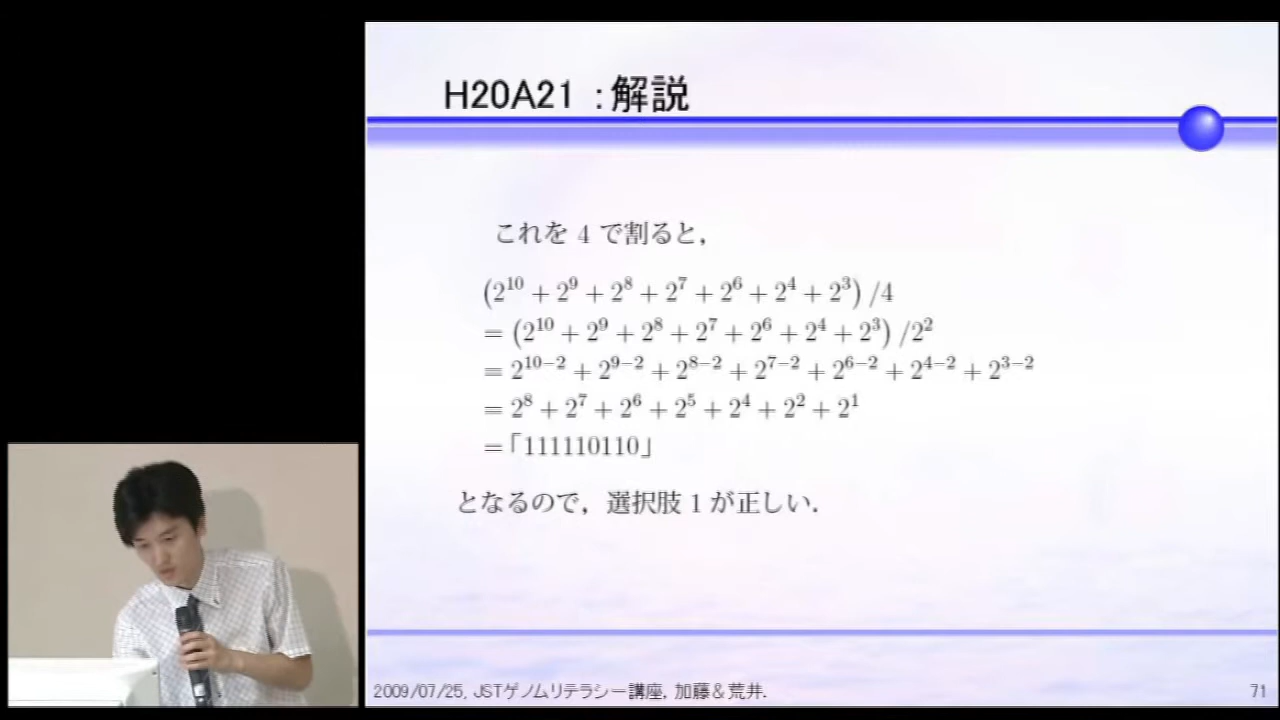 H20A21 :解説
これを 4 で割ると,
(2^10 + 2^9 + 2^8 + 2^7 + 2^6 + 2^4 + 2^3) /4
= (2^10 + 2^9 + 2^8 + 2^7 + 2^6 + 2^4 + 2^3) /2^2
= 2^{10−2} + 2^{9−2} + 2^{8−2} + 2^{7−2} + 2^{6−2} + 2^{4−2} + 2^{3−2}
= 2^8 + 2^7 + 2^6 + 2^5 + 2^4 + 2^2 + 2^1
=「111110110」
となるので, 選択肢 1 が正しい.
2009/07/25, JSTゲノムリテラシー講座, 加藤&荒井.
71